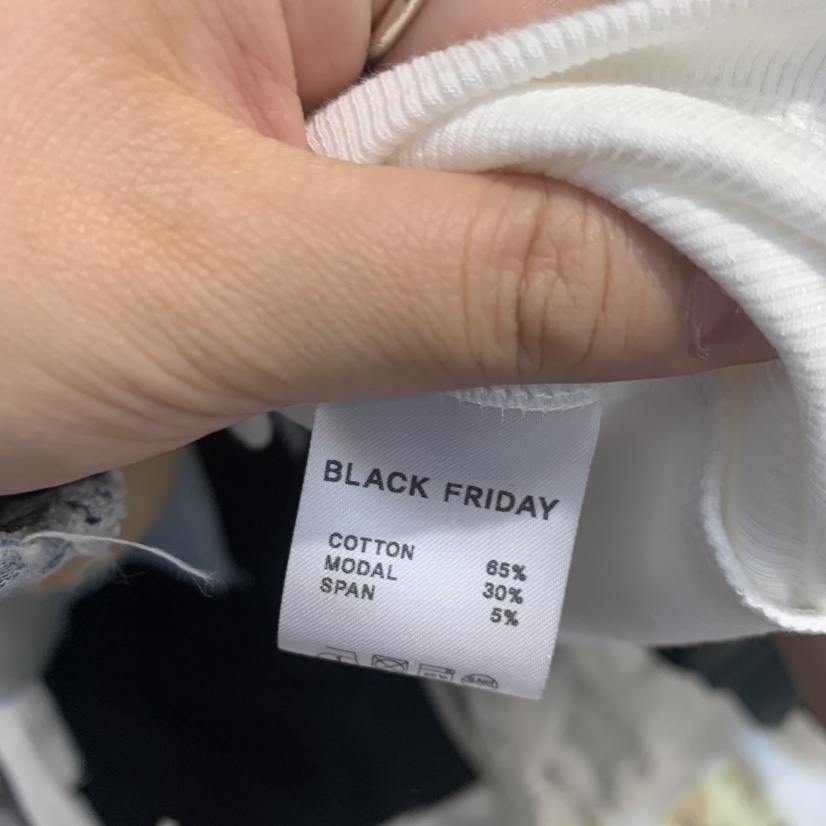 BLACK FRIDAY
COTTON 65%
MODAL 30%
SPAN 5%